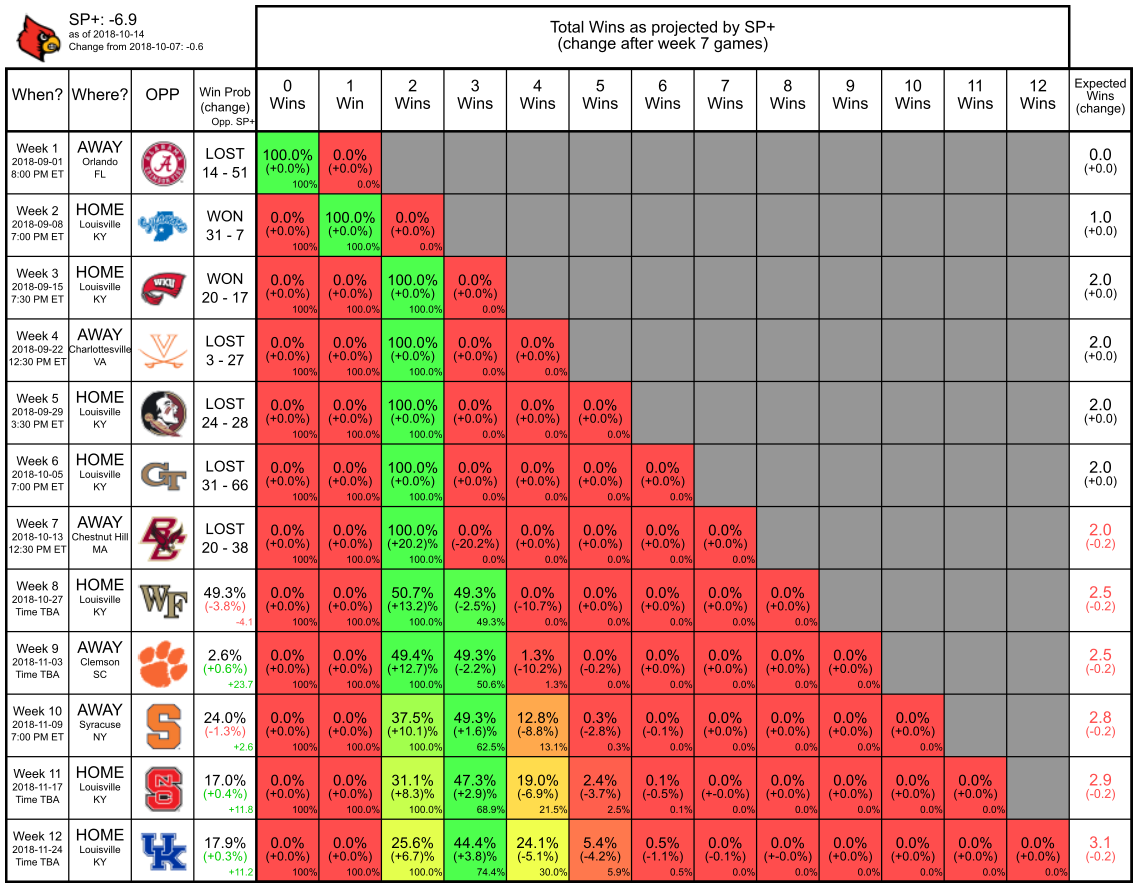 SP+: -6.9
as of 2018-10-14
Change from 2018-10-07: -0.6
Total Wins as projected by SP+
(change after week 7 games)
When? Where? OPP Win Prob (change) Opp. SP+ 0 Wins 1 Win 2 Wins 3 Wins 4 Wins 5 Wins 6 Wins 7 Wins 8 Wins 9 Wins 10 Wins 11 Wins 12 Wins Expected Wins (change)
Week 1 AWAY LOST 100.0% 0.0% 0.0
2018-09-01 Orlando ALABAMA A (+0.0%) (+0.0%) (+0.0)
8:00 PM ET FL 14 - 51 100% 0.0%
Week 2 HOME WON 0.0% 100.0% 0.0% 1.0
2018-09-08 Louisville (+0.0%) (+0.0%) (+0.0%) (+0.0)
7:00 PM ET KY 31 - 7 100% 100.0% 0.0%
Week 3 HOME WON 0.0% 0.0% 100.0% 0.0% 2.0
2018-09-15 Louisville WKU (+0.0%) (+0.0%) (+0.0%) (+0.0%) (+0.0)
7:30 PM ET KY 20 - 17 100% 100.0% 100.0% 0.0%
Week 4 AWAY LOST 0.0% 0.0% 100.0% 0.0% 0.0% 2.0
2018-09-22 Charlottesville V (+0.0%) (+0.0%) (+0.0%) (+0.0%) (+0.0%) (+0.0)
12:30 PM ET VA 3 - 27 100% 100.0% 100.0% 0.0% 0.0%
Week 5 HOME LOST 0.0% 0.0% 100.0% 0.0% 0.0% 0.0% 2.0
2018-09-29 Louisville (+0.0%) (+0.0%) (+0.0%) (+0.0%) (+0.0%) (+0.0%) (+0.0)
3:30 PM ET KY 24 - 28 100% 100.0% 100.0% 0.0% 0.0% 0.0%
Week 6 HOME LOST 0.0% 0.0% 100.0% 0.0% 0.0% 0.0% 0.0% 2.0
2018-10-05 Louisville GT (+0.0%) (+0.0%) (+0.0%) (+0.0%) (+0.0%) (+0.0%) (+0.0%) (+0.0)
7:00 PM ET KY 31 - 66 100% 100.0% 100.0% 0.0% 0.0% 0.0% 0.0%
Week 7 AWAY LOST 0.0% 0.0% 100.0% 0.0% 0.0% 0.0% 0.0% 0.0% 2.0
2018-10-13 Chestnut Hill BC (+0.0%) (+0.0%) (+20.2)% (-20.2%) (+0.0%) (+0.0%) (+0.0%) (+0.0%) (-0.2)
12:30 PM ET MA 20 - 38 100% 100.0% 100.0% 0.0% 0.0% 0.0% 0.0% 0.0%
Week 8 HOME 49.3% 0.0% 0.0% 50.7% 49.3% 0.0% 0.0% 0.0% 0.0% 0.0% 2.5
2018-10-27 Louisville WF (-3.8%) (+0.0%) (+0.0%) (+13.2)% (-2.5%) (-10.7%) (+0.0%) (+0.0%) (+0.0%) (+0.0%) (-0.2)
Time TBA KY -4.1 100% 100.0% 100.0% 49.3% 0.0% 0.0% 0.0% 0.0% 0.0%
Week 9 AWAY 2.6% 0.0% 0.0% 49.4% 49.3% 1.3% 0.0% 0.0% 0.0% 0.0% 0.0% 2.5
2018-11-03 Clemson (+0.6%) (+0.0%) (+0.0%) (+12.7)% (-2.2%) (-10.2%) (-0.2%) (+0.0%) (+0.0%) (+0.0%) (+0.0%) (-0.2)
Time TBA SC +23.7 100% 100.0% 100.0% 50.6% 1.3% 0.0% 0.0% 0.0% 0.0% 0.0%
Week 10 AWAY 24.0% 0.0% 0.0% 37.5% 49.3% 12.8% 0.3% 0.0% 0.0% 0.0% 0.0% 0.0% 2.8
2018-11-09 Syracuse S (-1.3%) (+0.0%) (+0.0%) (+10.1)% (+1.6)% (-8.8%) (-2.8%) (-0.1%) (+0.0%) (+0.0%) (+0.0%) (+0.0%) (-0.2)
7:00 PM ET NY +2.6 100% 100.0% 100.0% 62.5% 13.1% 0.3% 0.0% 0.0% 0.0% 0.0% 0.0%
Week 11 HOME 17.0% 0.0% 0.0% 31.1% 47.3% 19.0% 2.4% 0.1% 0.0% 0.0% 0.0% 0.0% 0.0% 2.9
2018-11-17 Louisville NCS (+0.4%) (+0.0%) (+0.0%) (+8.3)% (+2.9)% (-6.9%) (-3.7%) (-0.5%) (+-0.0%) (+0.0%) (+0.0%) (+0.0%) (+0.0%) (-0.2)
Time TBA KY +11.8 100% 100.0% 100.0% 68.9% 21.5% 2.5% 0.1% 0.0% 0.0% 0.0% 0.0% 0.0%
Week 12 HOME 17.9% 0.0% 0.0% 25.6% 44.4% 24.1% 5.4% 0.5% 0.0% 0.0% 0.0% 0.0% 0.0% 0.0% 3.1
2018-11-24 Louisville UK (+0.3%) (+0.0%) (+0.0%) (+6.7)% (+3.8)% (-5.1%) (-4.2%) (-1.1%) (-0.1%) (+-0.0%) (+0.0%) (+0.0%) (+0.0%) (+0.0%) (-0.2)
Time TBA KY +11.2 100% 100.0% 100.0% 74.4% 30.0% 5.9% 0.5% 0.0% 0.0% 0.0% 0.0% 0.0% 0.0%